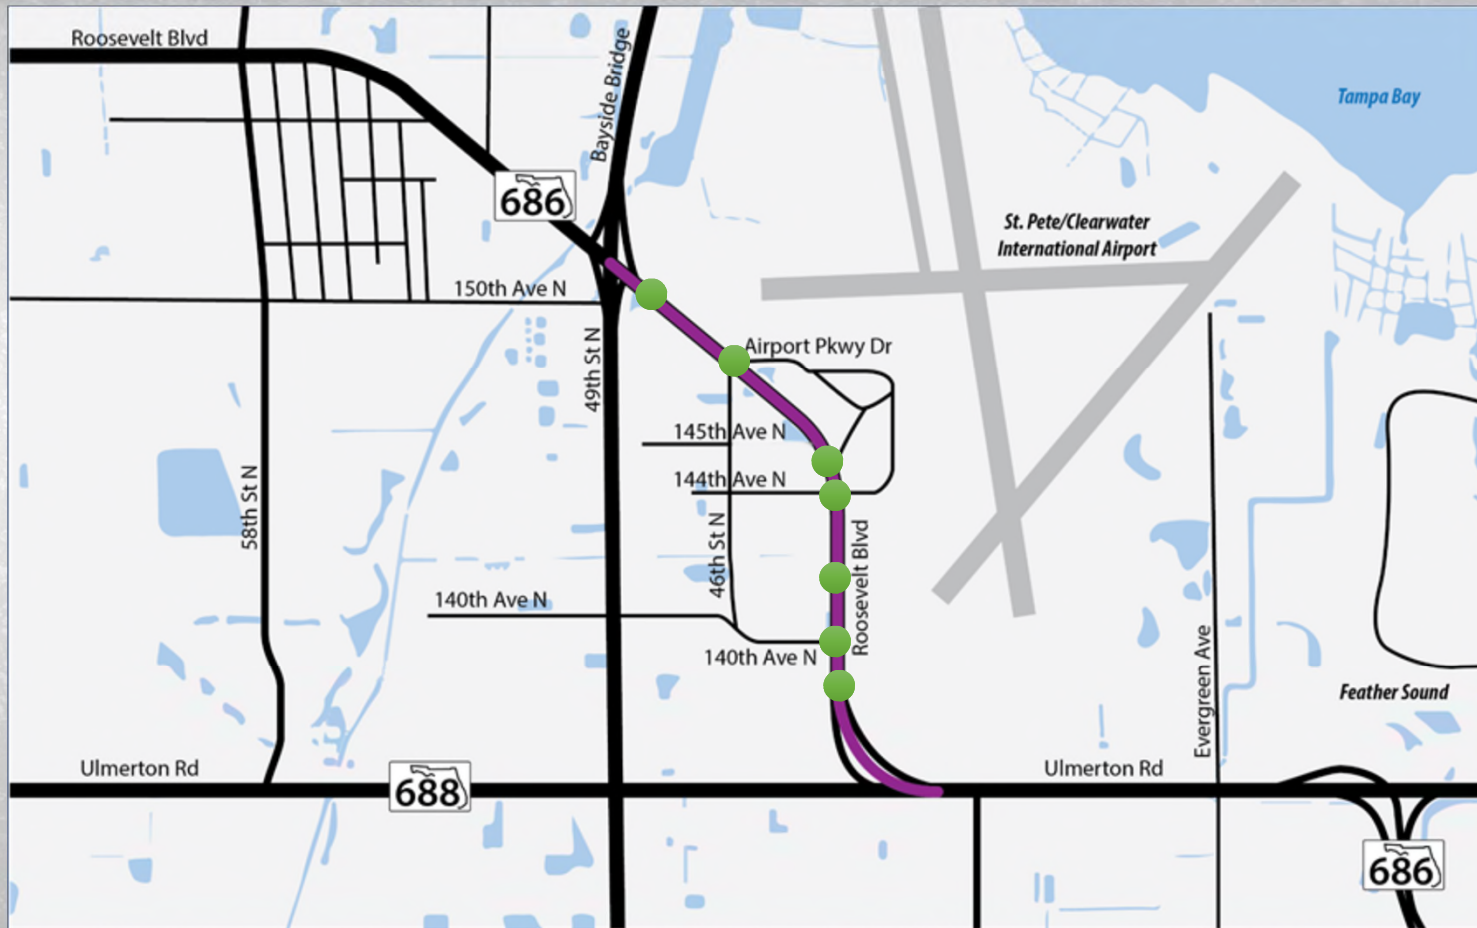 Roosevelt Blvd
Bayside Bridge
Tampa Bay
686
St. Pete/Clearwater
International Airport
150th Ave N
49th St N
Airport Pkwy Dr
145th Ave N
144th Ave N
58th St N
46th St N
Roosevelt Blvd
140th Ave N
140th Ave N
Evergreen Ave
Feather Sound
Ulmerton Rd
688
Ulmerton Rd
686